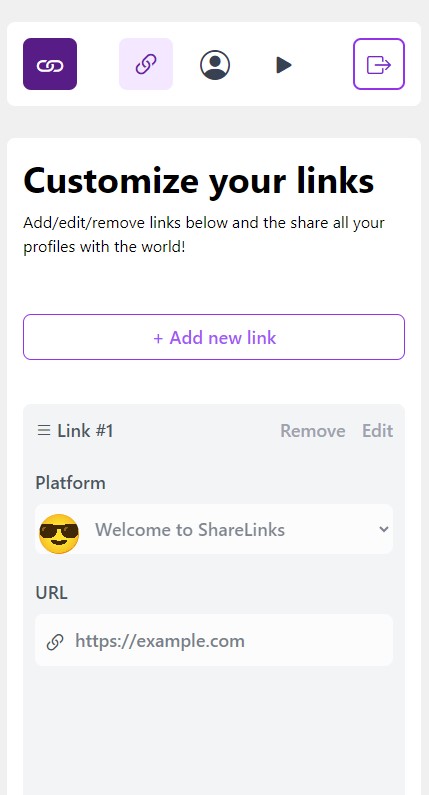 Customize your links
Add/edit/remove links below and the share all your
profiles with the world!
+ Add new link
Link #1 Remove Edit
Platform
Welcome to ShareLinks
URL
https://example.com